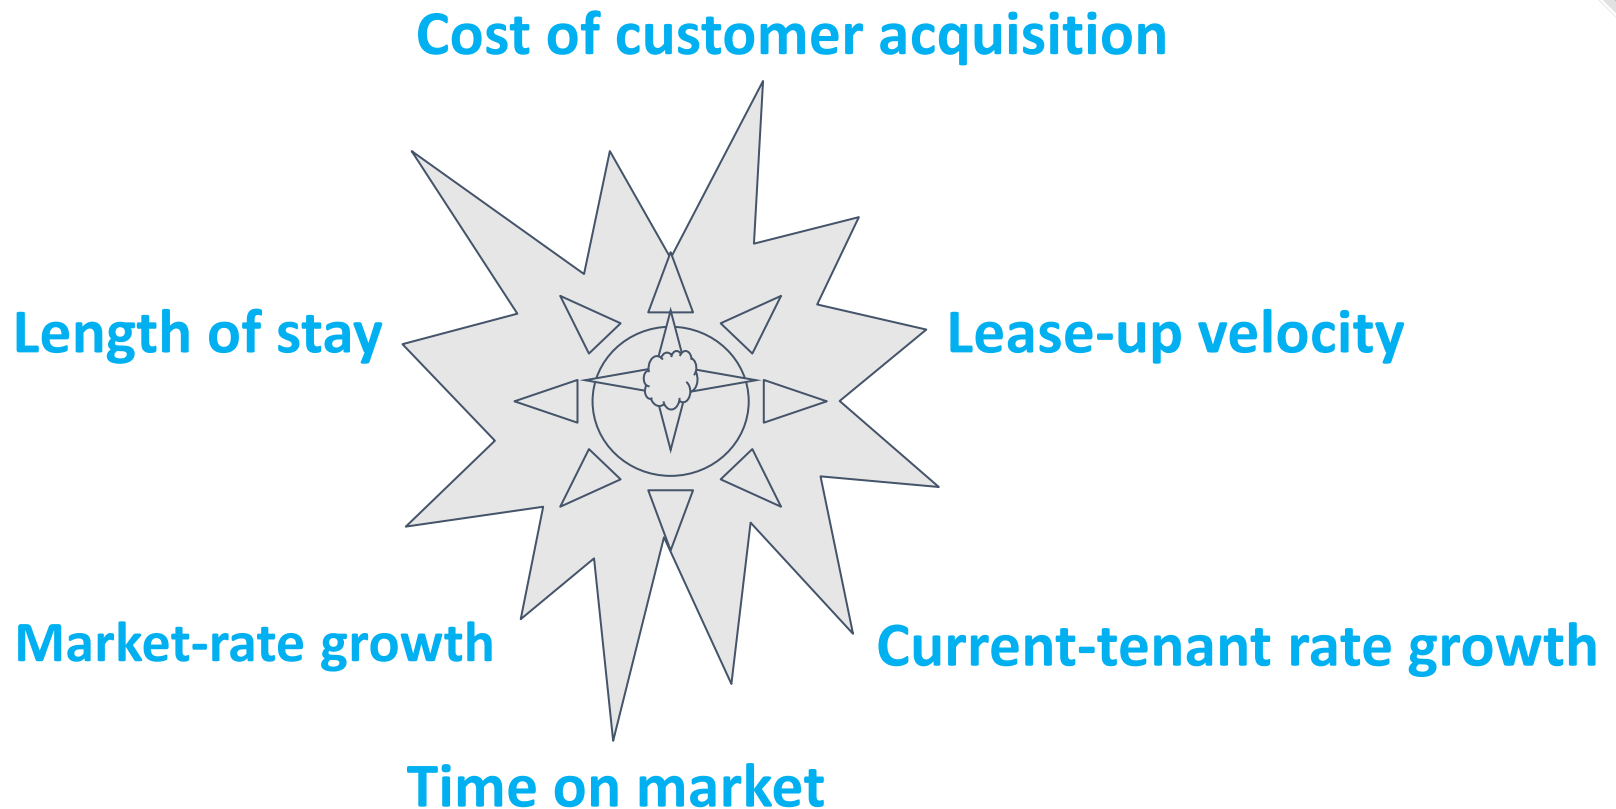 Cost of customer acquisition
Length of stay
Lease-up velocity
Market-rate growth
Current-tenant rate growth
Time on market